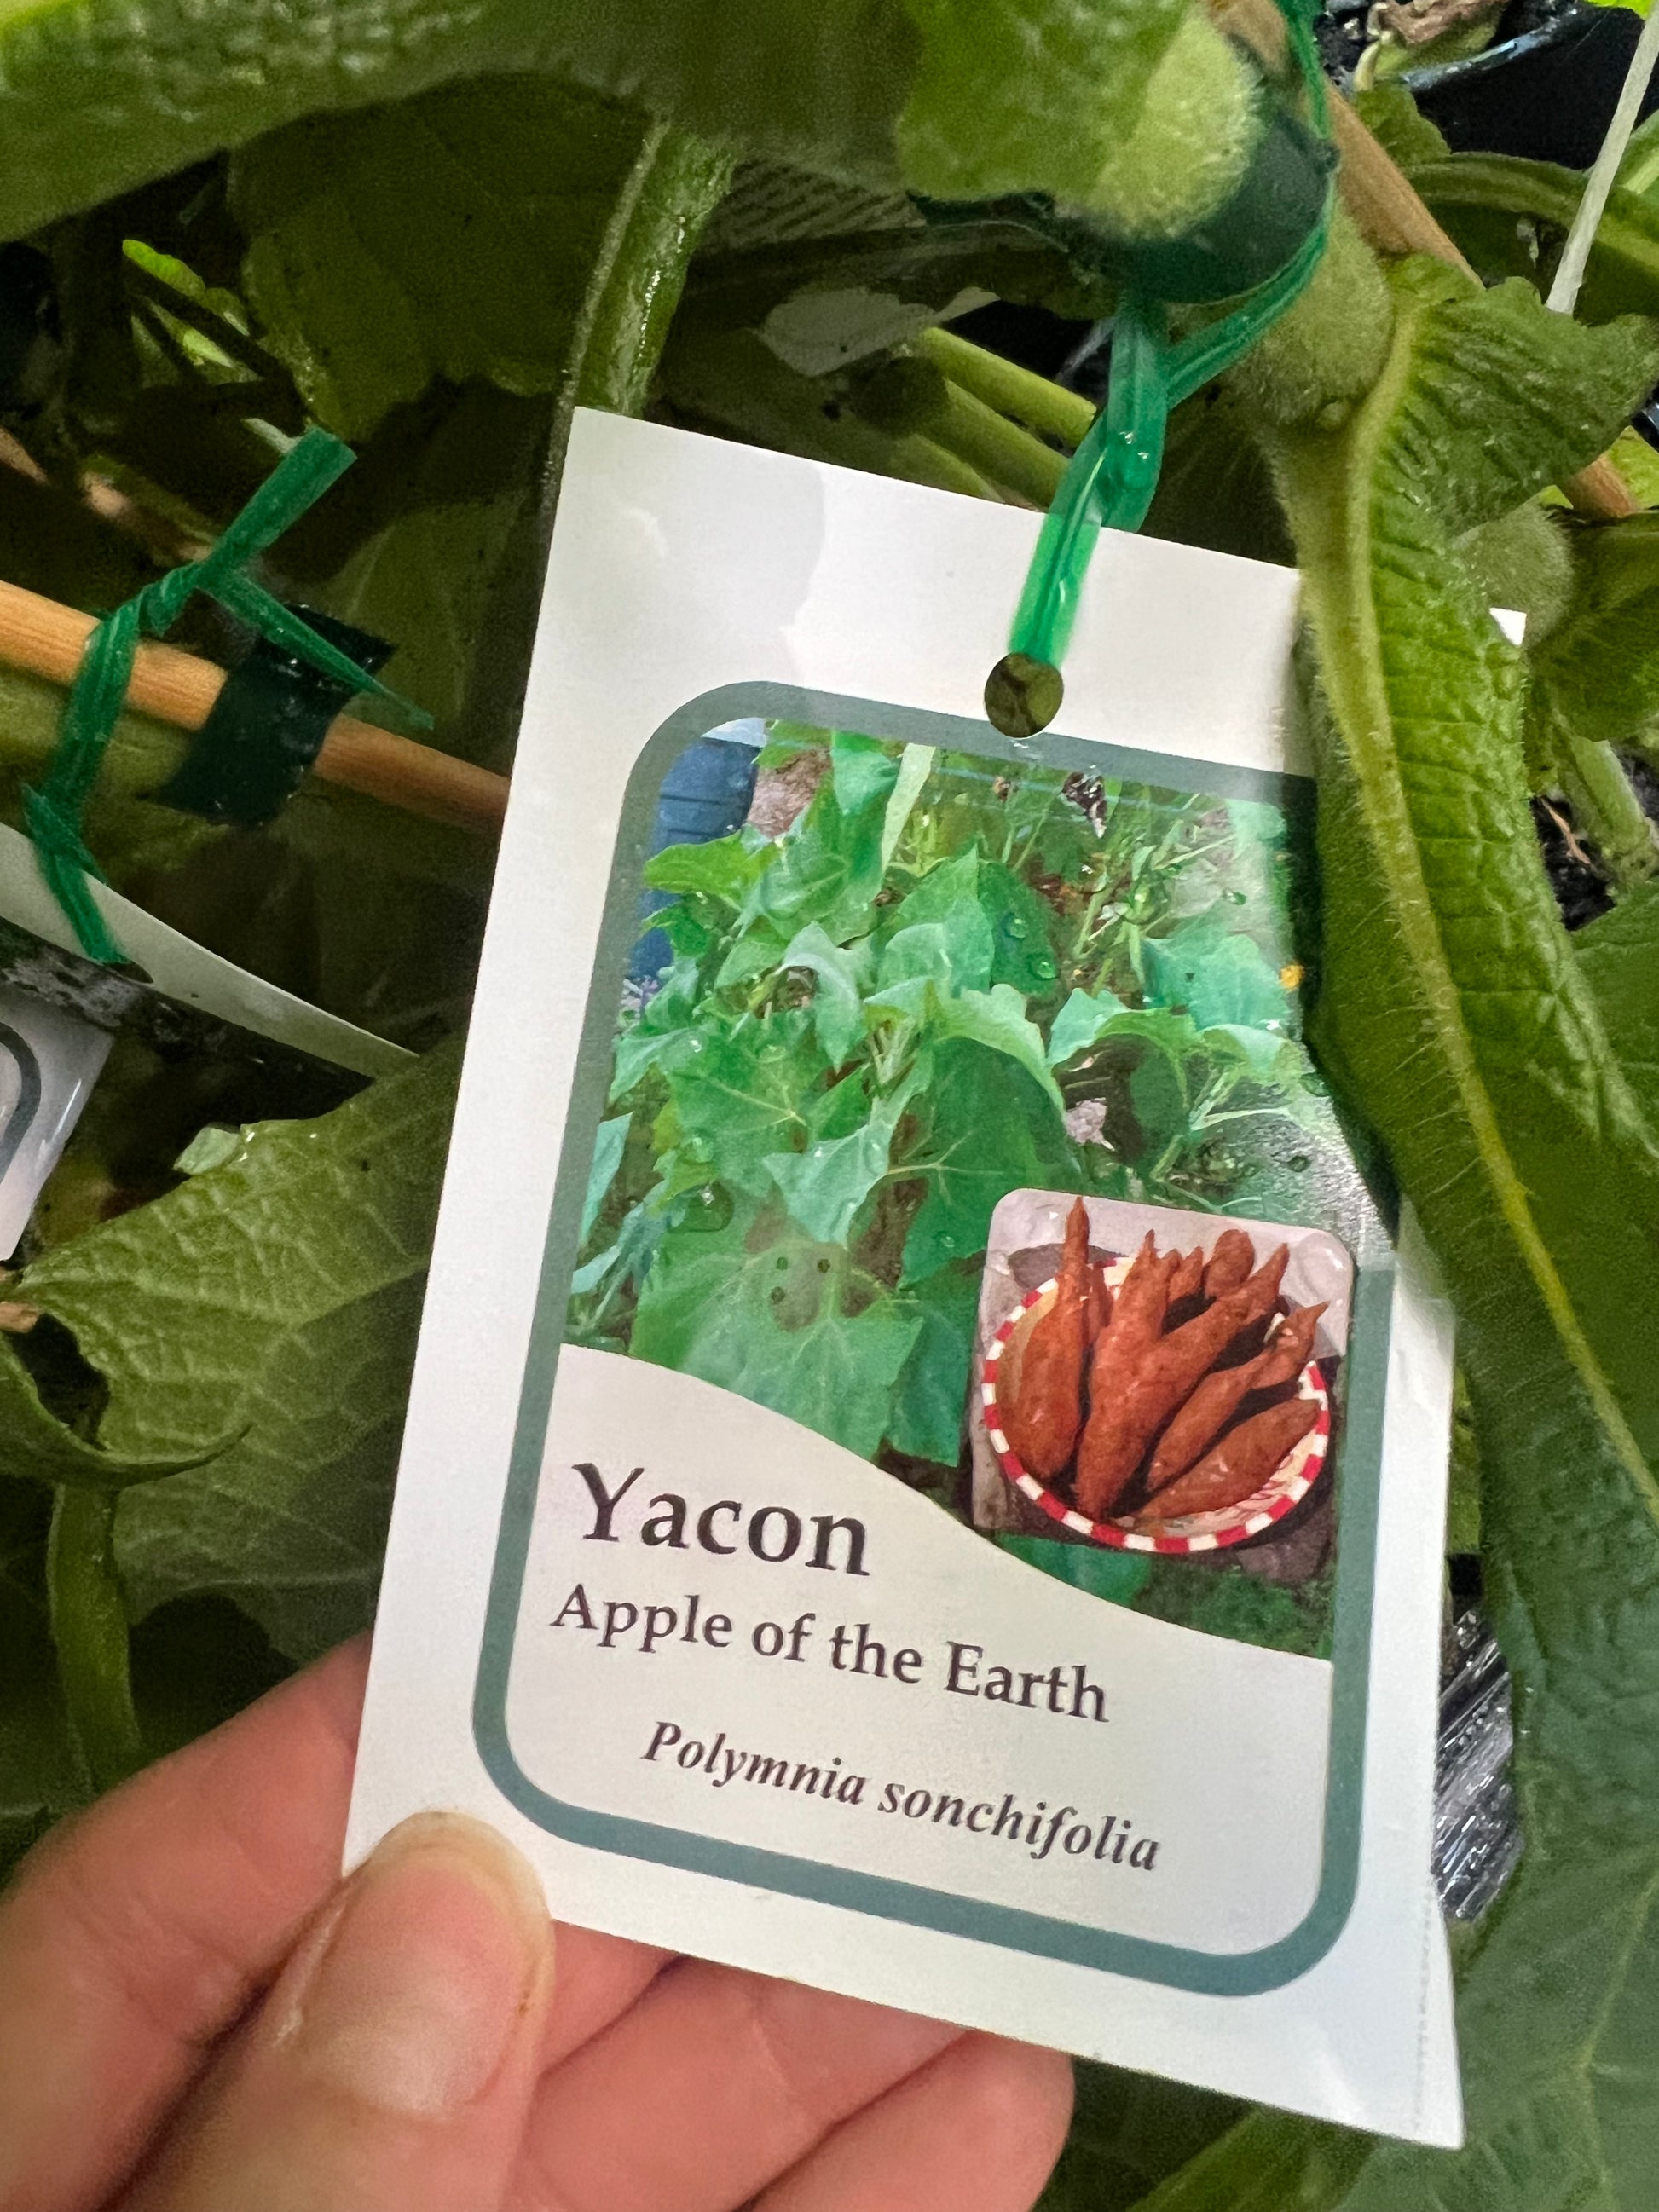 Yacon
Apple of the Earth
Polymnia sonchifolia